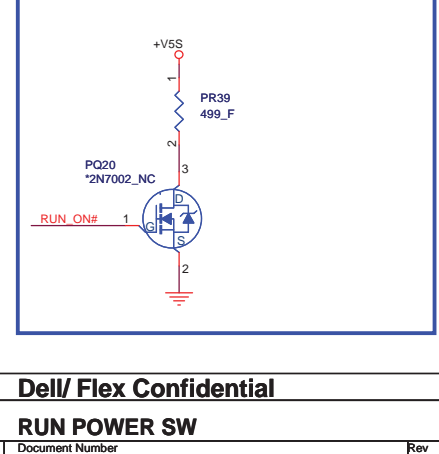 +V5S
1
PR39
499_F
2
3
PQ20
*2N7002_NC
D
RUN_ON# 1
G
S
2
Dell/ Flex Confidential
RUN POWER SW
Document Number Rev